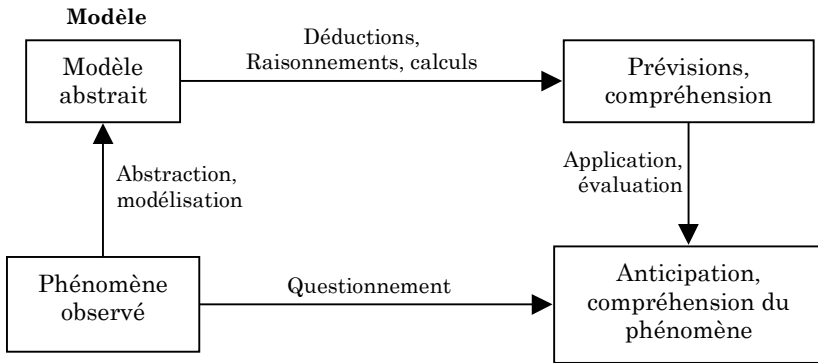 Modèle
Modèle
abstrait
Déductions,
Raisonnements, calculs
Prévisions,
compréhension
Abstraction,
modélisation
Application,
évaluation
Phénomène
observé
Questionnement
Anticipation,
compréhension du
phénomène